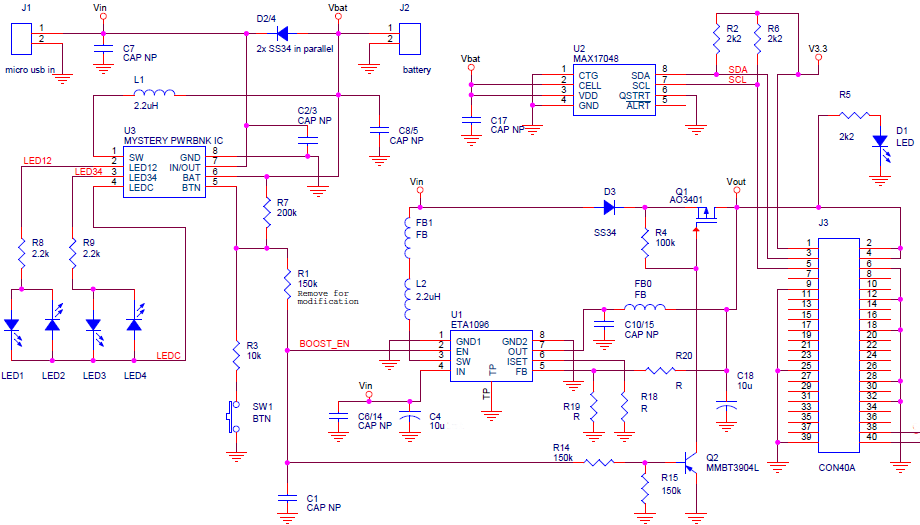 J1
Vin
D2/4
Vbat
J2
1
2
micro usb in
C7
CAP NP
2x SS34 in parallel
1
2
battery
L1
2.2uH
C2/3
CAP NP
C8/5
CAP NP
U3
MYSTERY PWRBNK IC
1 SW GND 8
2 LED12 IN/OUT 7
3 LED34 BAT 6
4 LEDC BTN 5
LED12
LED34
R7
200k
R8
2.2k
R9
2.2k
R1
150k
Remove for
modification
LEDC
LED1
LED2
LED3
LED4
R3
10k
SW1
BTN
BOOST_EN
Vbat
U2
MAX17048
1 CTG SDA 8
2 CELL SCL 7
3 VDD QSTRT 6
4 GND ALRT 5
C17
CAP NP
R2
2k2
R6
2k2
SDA
SCL
V3.3
R5
2k2
D1
LED
Vin
FB1
FB
L2
2.2uH
D3
SS34
Q1
AO3401
R4
100k
Vout
FB0
FB
U1
ETA1096
1 GND1 GND2 8
2 EN OUT 7
3 SW ISET 6
4 IN FB 5
TP
TP
C10/15
CAP NP
R20
R
R19
R
R18
R
C18
10u
Vin
C6/14
CAP NP
C4
10u
R14
150k
R15
150k
Q2
MMBT3904L
C1
CAP NP
J3
1 2
3 4
5 6
7 8
9 10
11 12
13 14
15 16
17 18
19 20
21 22
23 24
25 26
27 28
29 30
31 32
33 34
35 36
37 38
39 40
CON40A